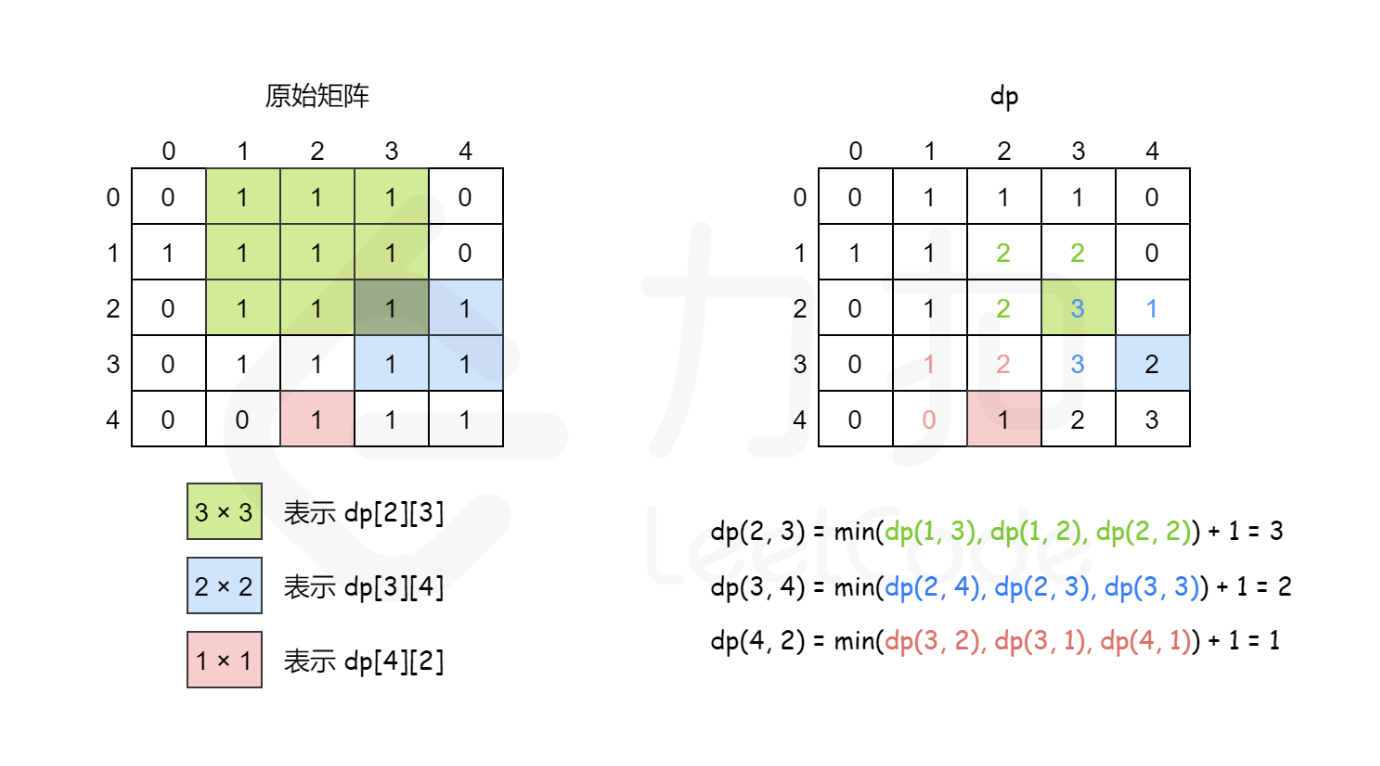 原始矩阵
0 1 2 3 4
0 0 1 1 1 0
1 1 1 1 1 0
2 0 1 1 1 1
3 0 1 1 1 1
4 0 0 1 1 1
3 × 3 表示 dp[2][3]
2 × 2 表示 dp[3][4]
1 × 1 表示 dp[4][2]
dp
0 1 2 3 4
0 0 1 1 1 0
1 1 1 2 2 0
2 0 1 2 3 1
3 0 1 2 3 2
4 0 0 1 2 3
dp(2, 3) = min(dp(1, 3), dp(1, 2), dp(2, 2)) + 1 = 3
dp(3, 4) = min(dp(2, 4), dp(2, 3), dp(3, 3)) + 1 = 2
dp(4, 2) = min(dp(3, 2), dp(3, 1), dp(4, 1)) + 1 = 1
力扣
LeetCode